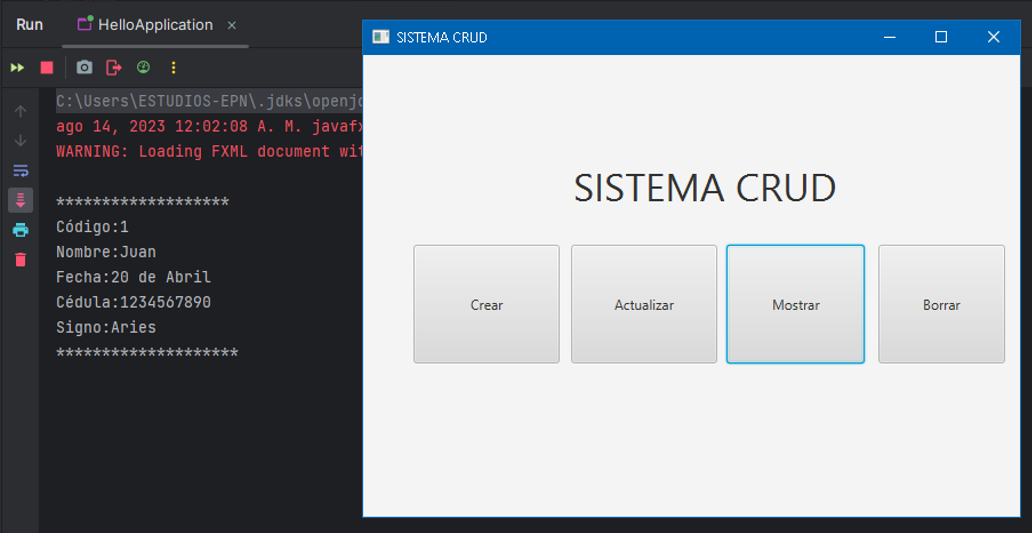 Run
HelloApplication
SISTEMA CRUD
C:\Users\ESTUDIOS-EPN\.jdks\openjd
ago 14, 2023 12:02:08 A. M. javafx
WARNING: Loading FXML document wit
*******************
Código:1
Nombre:Juan
Fecha:20 de Abril
Cédula:1234567890
Signo:Aries
********************
SISTEMA CRUD
Crear
Actualizar
Mostrar
Borrar